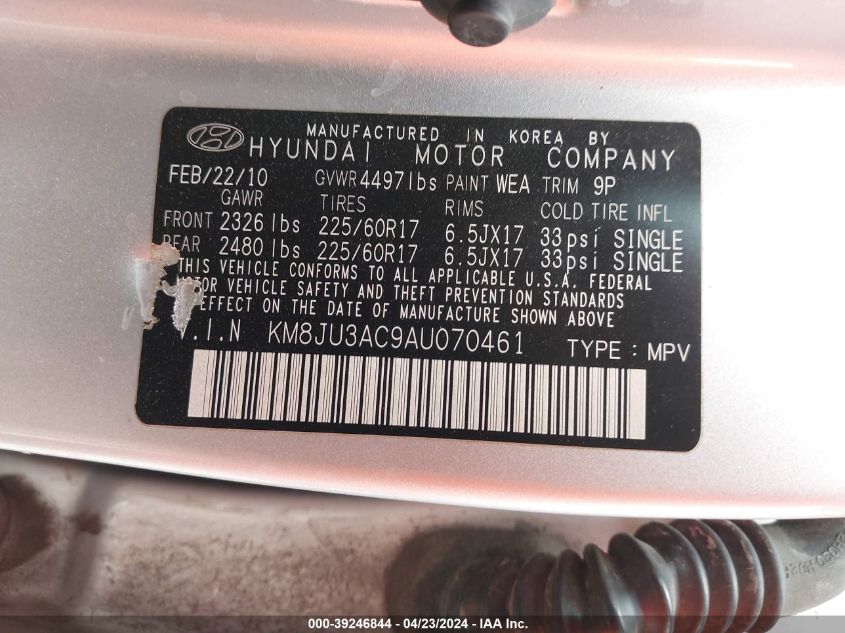 MANUFACTURED IN KOREA BY
HYUNDAI MOTOR COMPANY
FEB/22/10 GVWR 4497lbs PAINT WEA TRIM 9P
GAWR TIRES RIMS COLD TIRE INFL
FRONT 2326 lbs 225/60R17 6.5JX17 33psi SINGLE
REAR 2480 lbs 225/60R17 6.5JX17 33psi SINGLE
THIS VEHICLE CONFORMS TO ALL APPLICABLE U.S.A. FEDERAL
MOTOR VEHICLE SAFETY AND THEFT PREVENTION STANDARDS
EFFECT ON THE DATE OF MANUFACTURE SHOWN ABOVE
V.I.N KM8JU3AC9AU070461 TYPE : MPV
000-39246844 - 04/23/2024 - IAA Inc.